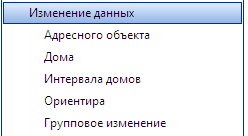 Изменение данных
Адресного объекта
Дома
Интервала домов
Ориентира
Групповое изменение